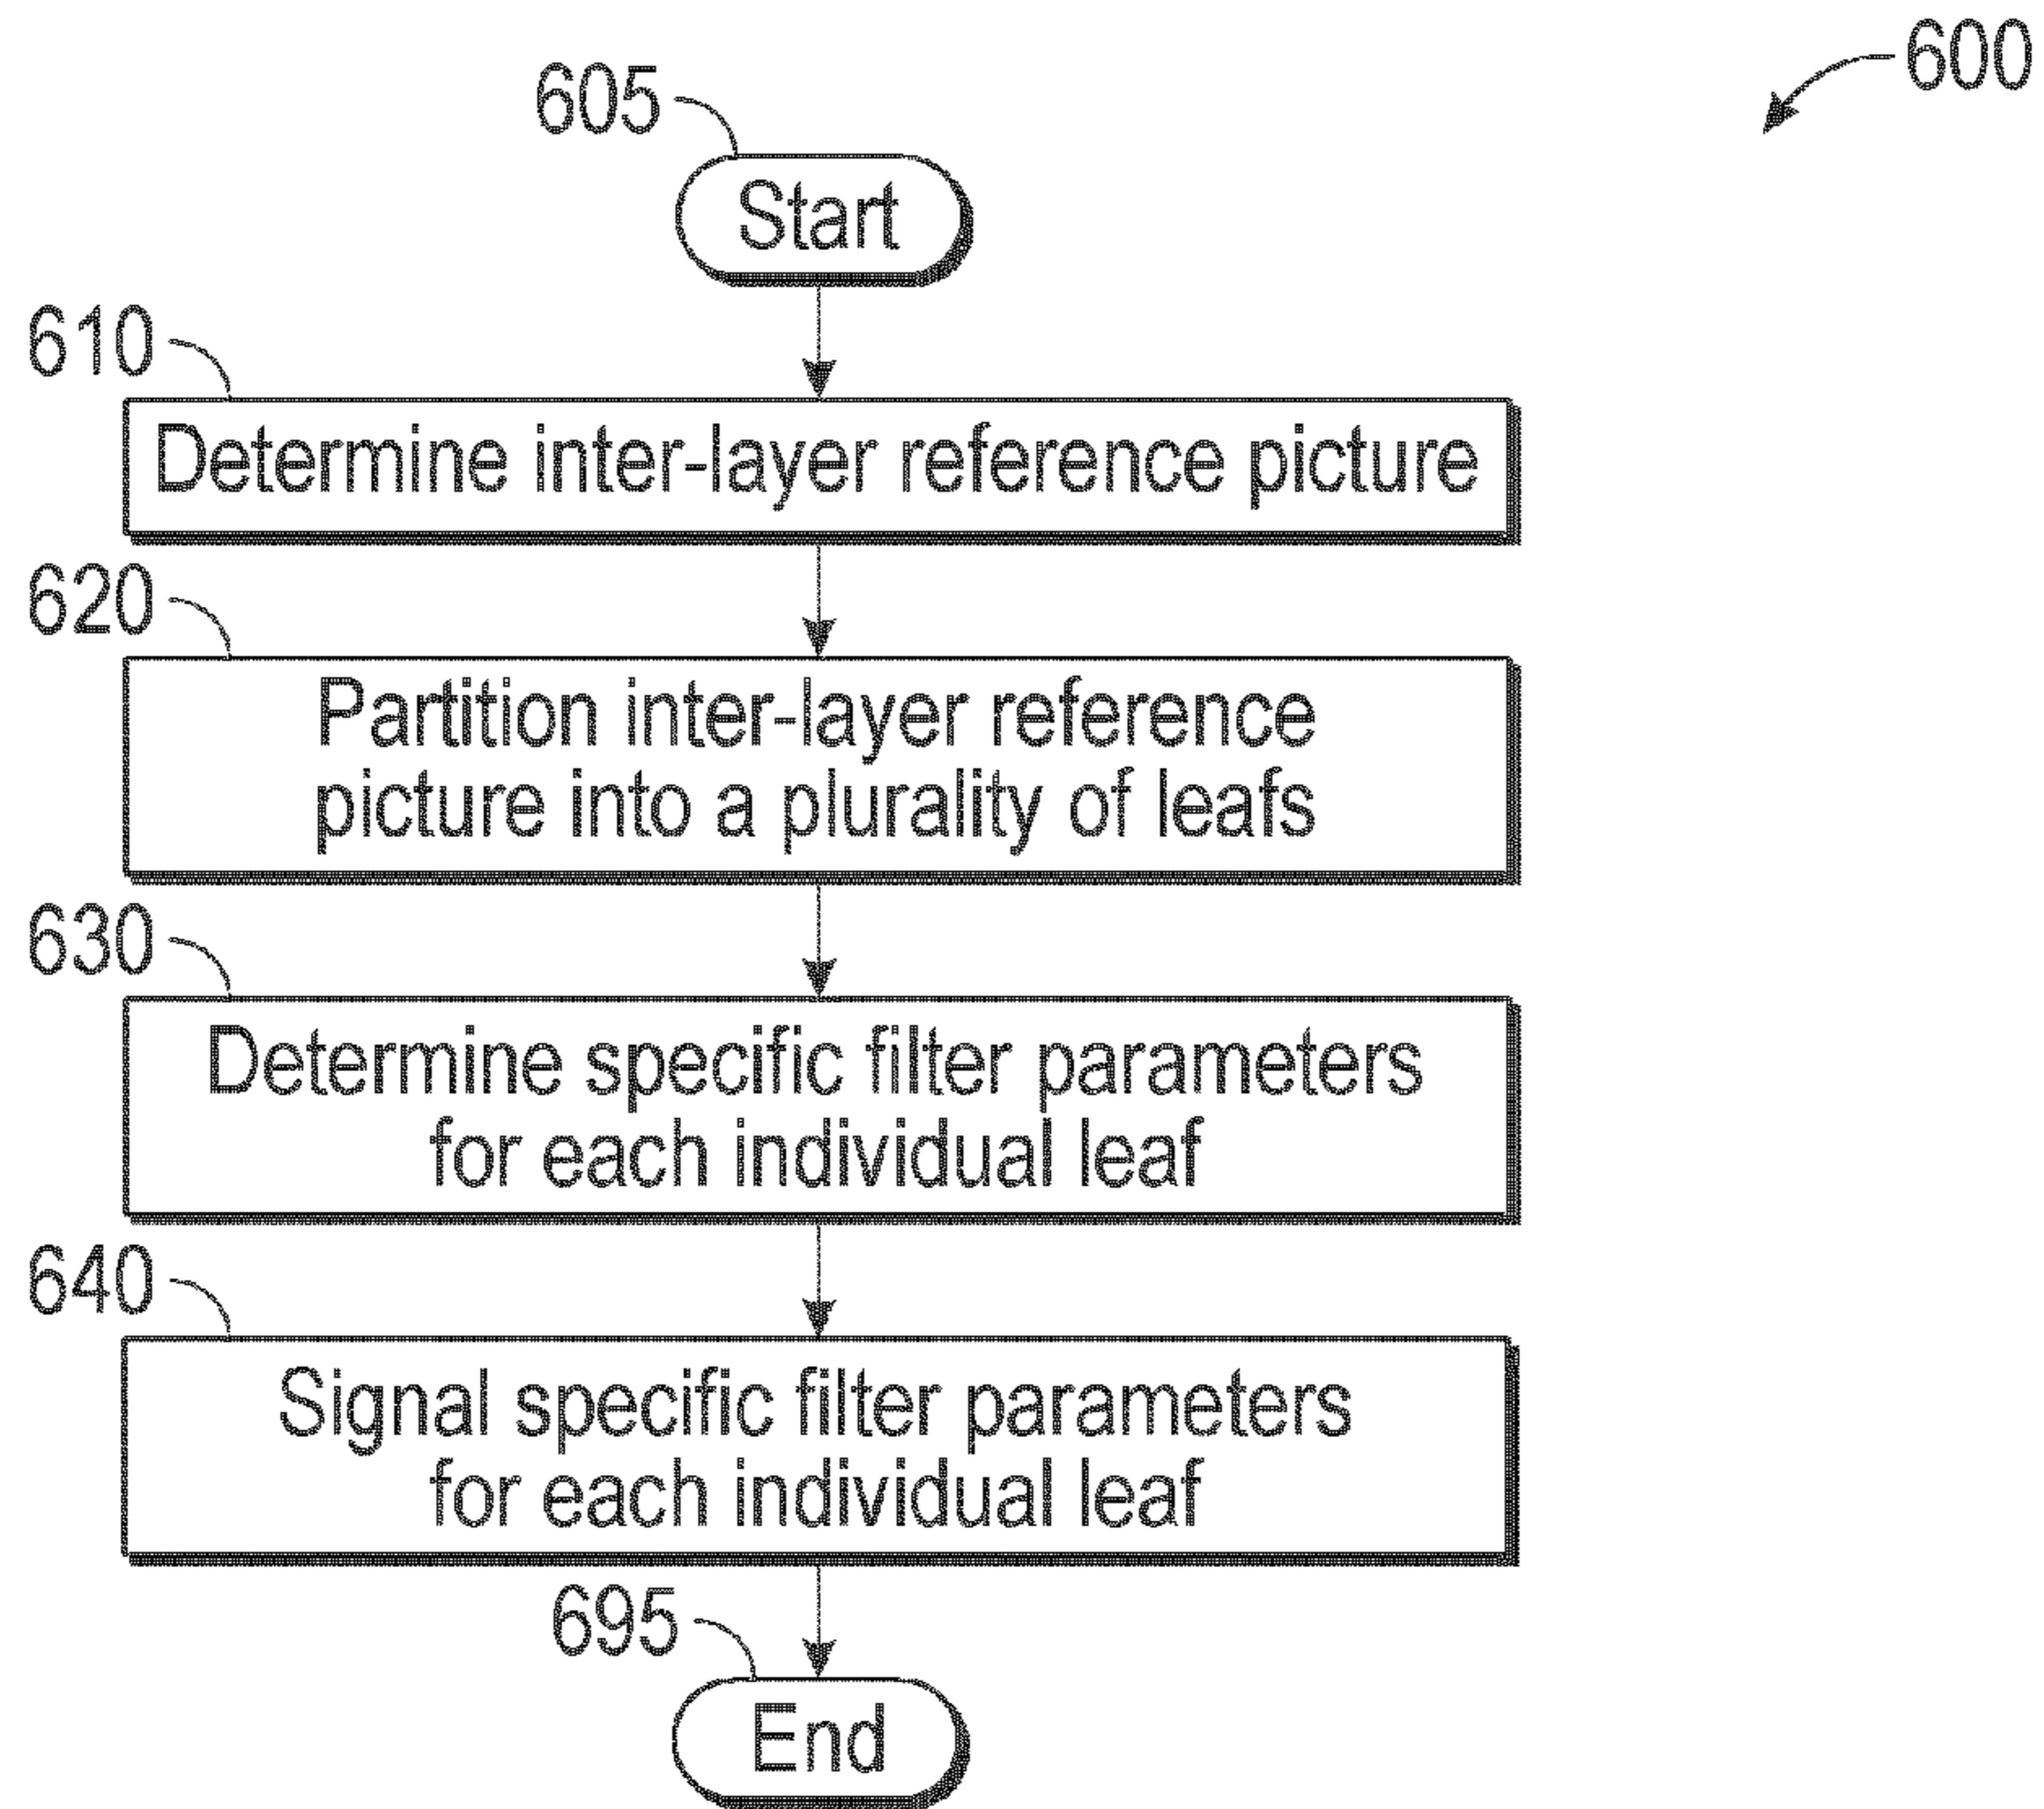 600
605
Start
610
Determine inter-layer reference picture
620
Partition inter-layer reference
picture into a plurality of leafs
630
Determine specific filter parameters
for each individual leaf
640
Signal specific filter parameters
for each individual leaf
695
End